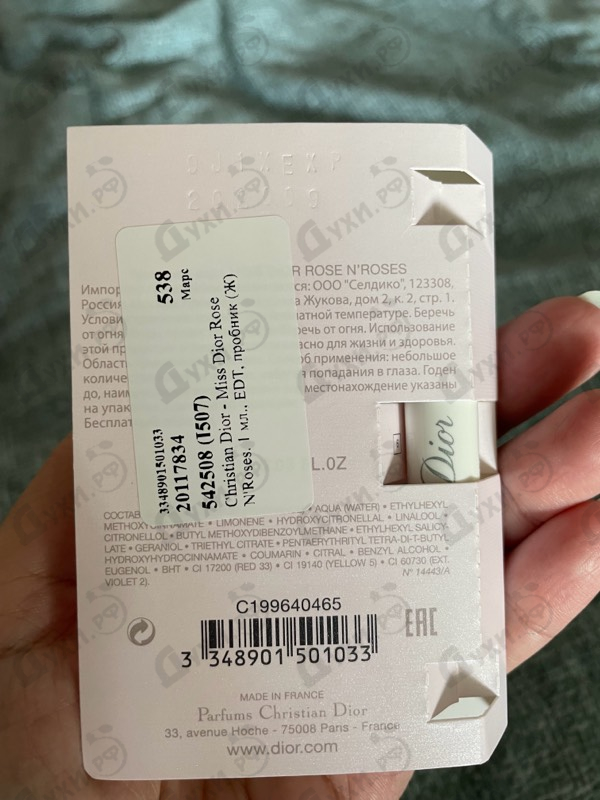 R ROSE N'ROSES
Импор ся: ООО "Селдико", 123308,
Россия а Жукова, дом 2, к. 2, стр. 1.
Услови натной температуре. Беречь
от огня речь от огня. Использование
этой пр асно для жизни и здоровья.
Област об применения: небольшое
количе я попадания в глаза. Годен
до, наим местонахождение указаны
на упак
Бесплат
538
Марс
3348901501033
20117834
542508 (I507)
Christian Dior - Miss Dior Rose
N'Roses, 1 мл., EDT, пробник (Ж)
FL.OZ
Dior
AQUA (WATER) • ETHYLHEXYL
METHOXYCINNAMATE • LIMONENE • HYDROXYCITRONELLAL • LINALOOL •
CITRONELLOL • BUTYL METHOXYDIBENZOYLMETHANE • ETHYLHEXYL SALICY-
LATE • GERANIOL • TRIETHYL CITRATE • PENTAERYTHRITYL TETRA-DI-T-BUTYL
HYDROXYHYDROCINNAMATE • COUMARIN • CITRAL • BENZYL ALCOHOL •
EUGENOL • BHT • CI 17200 (RED 33) • CI 19140 (YELLOW 5) • CI 60730 (EXT.
VIOLET 2). N° 14443/A
C199640465
EAC
3 348901 501033
MADE IN FRANCE
Parfums Christian Dior
33, avenue Hoche - 75008 Paris - France
www.dior.com
Духи.рф